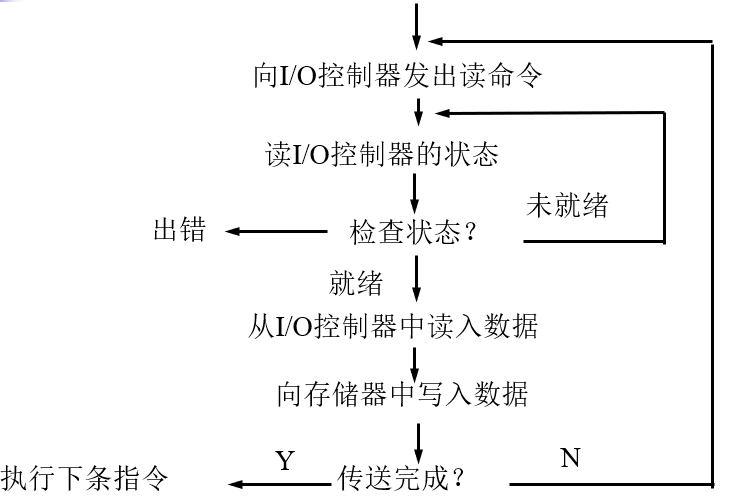 向I/O控制器发出读命令
读I/O控制器的状态
未就绪
出错
检查状态？
就绪
从I/O控制器中读入数据
向存储器中写入数据
执行下条指令
Y
传送完成？
N